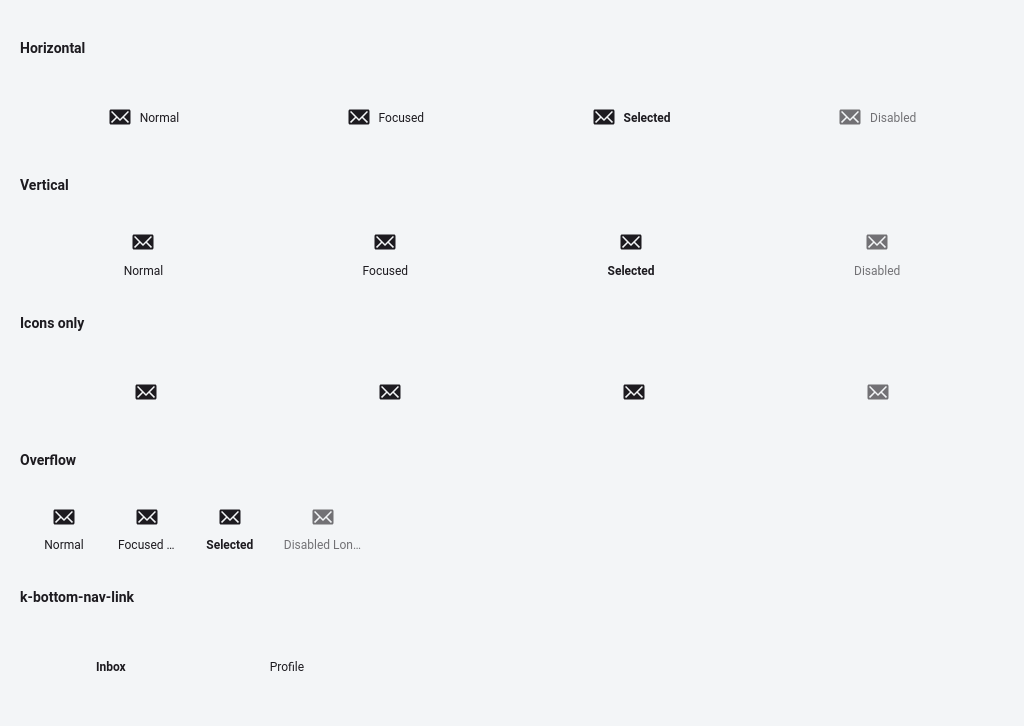 Horizontal
Normal Focused Selected Disabled
Vertical
Normal Focused Selected Disabled
Icons only
Overflow
Normal Focused ... Selected Disabled Lon...
k-bottom-nav-link
Inbox Profile